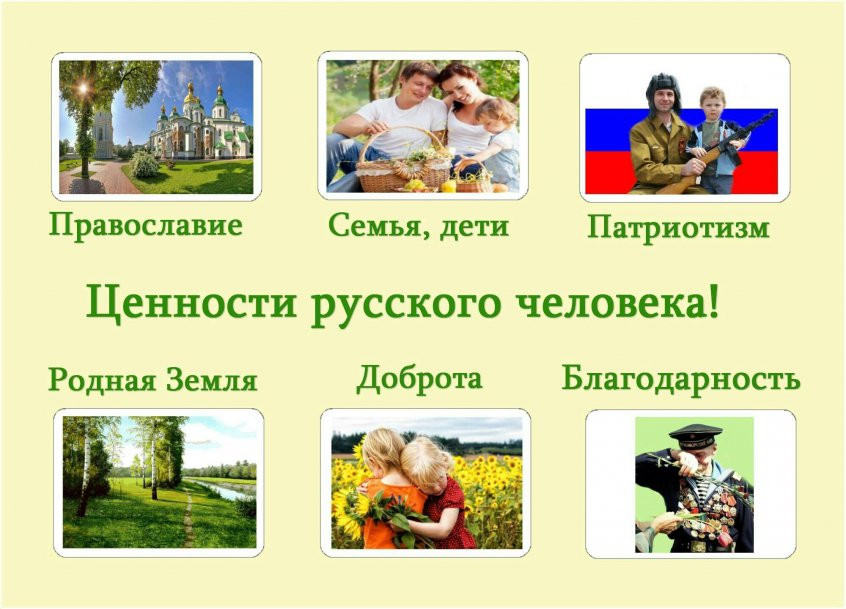 Православие
Семья, дети
Патриотизм
Ценности русского человека!
Родная Земля
Доброта
Благодарность